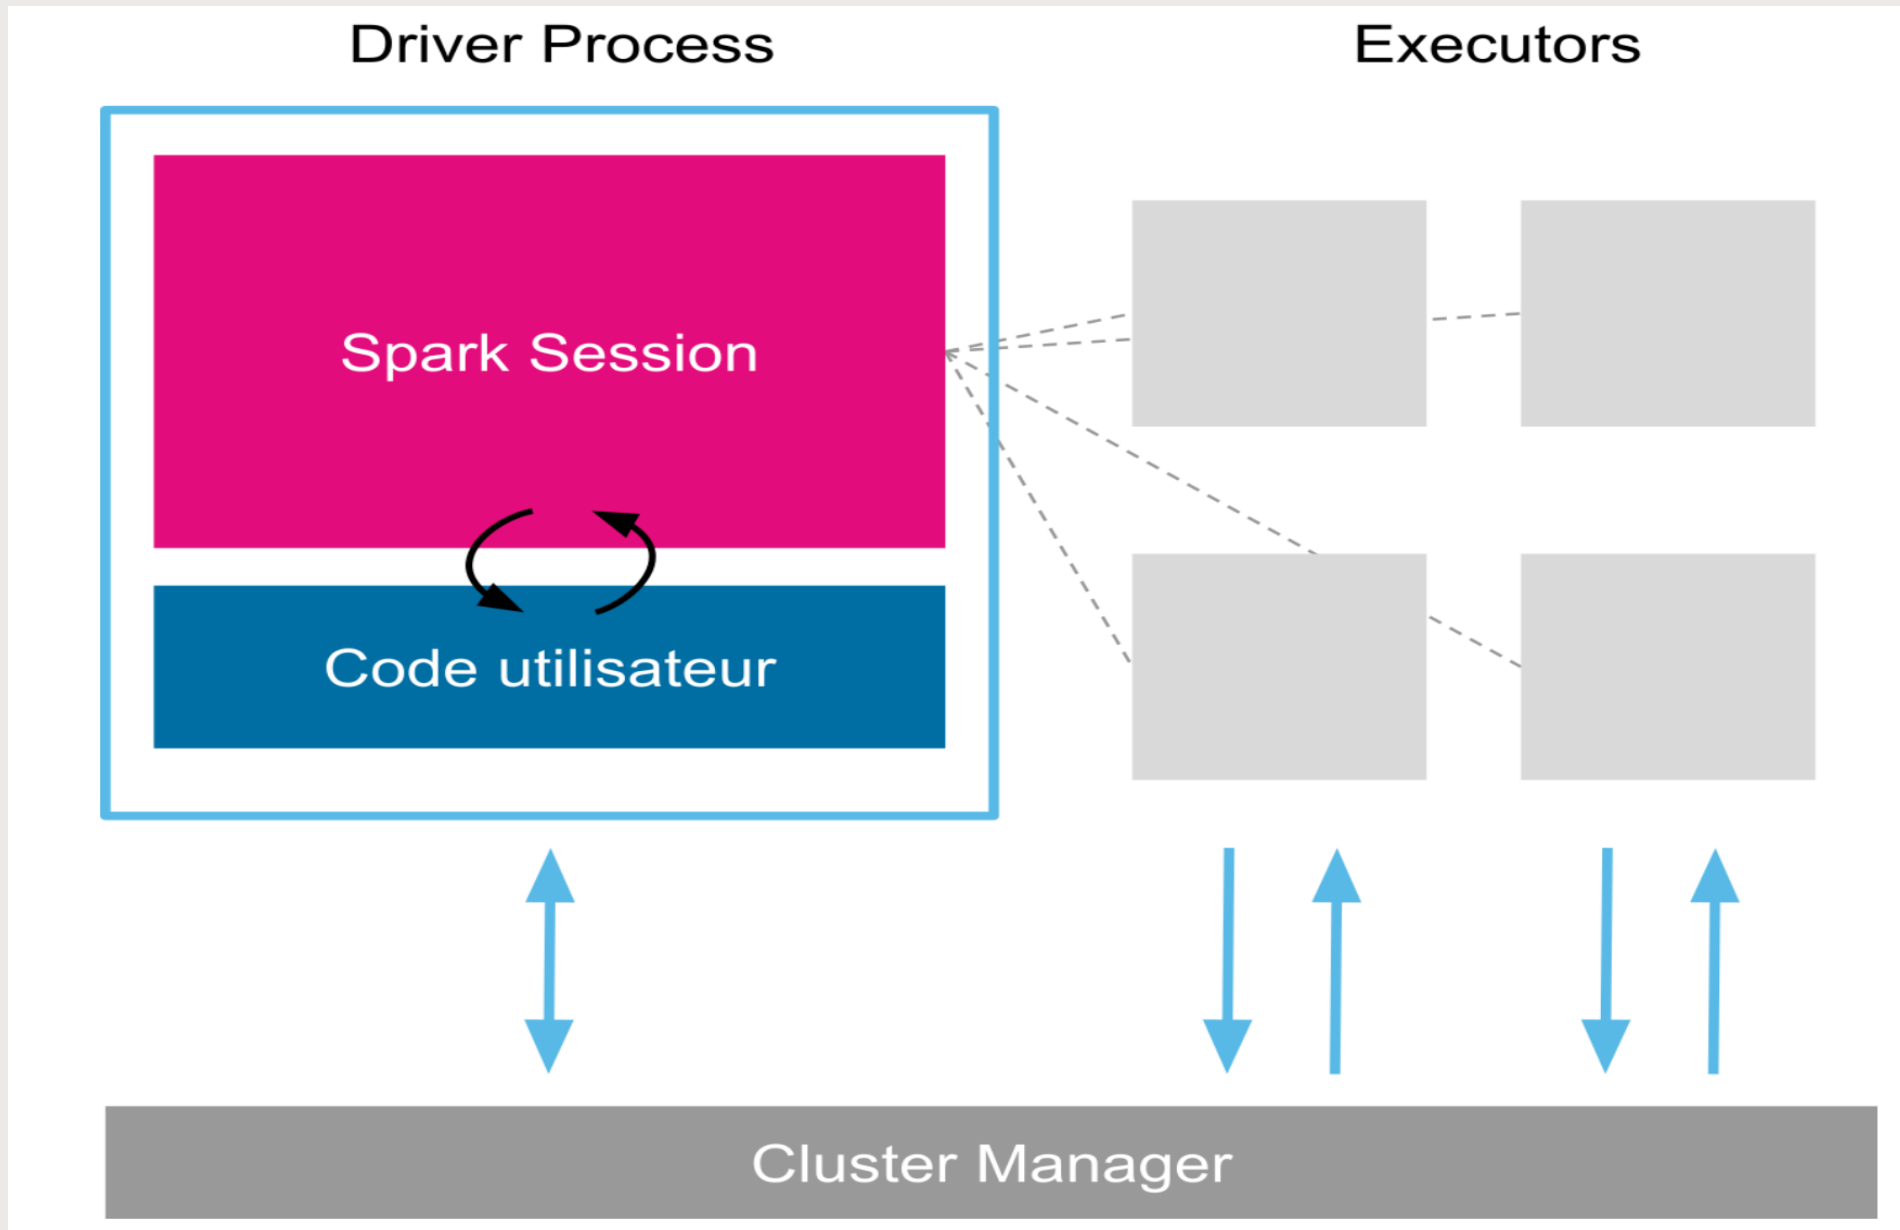 Driver Process
Executors
Spark Session
Code utilisateur
Cluster Manager